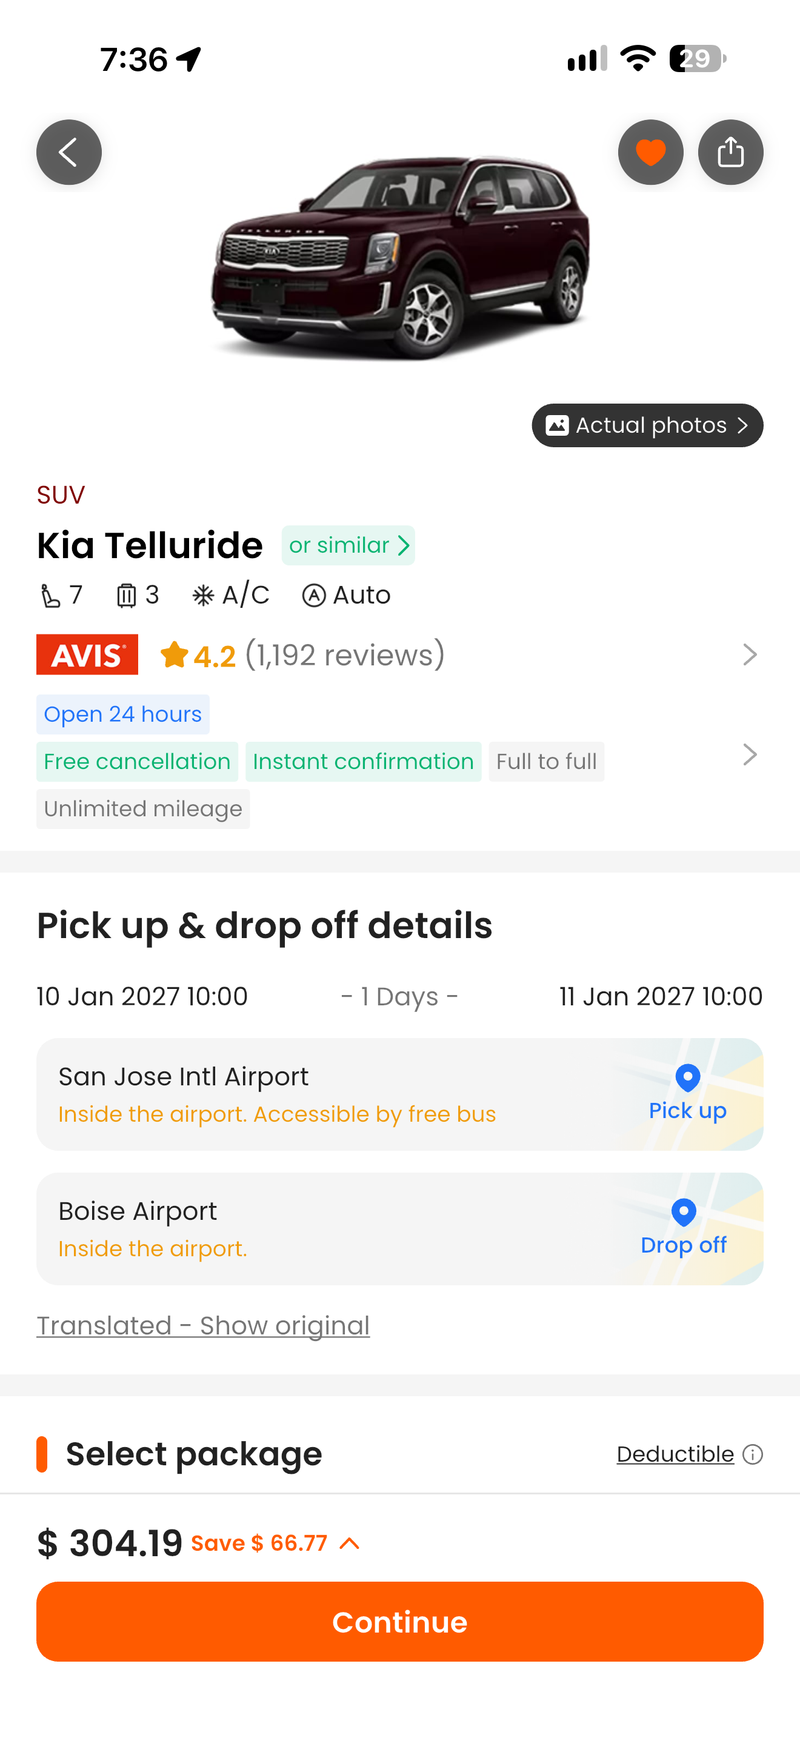 7:36
29
TELLURIDE
KIA
Actual photos
SUV
Kia Telluride or similar
7 3 A/C Auto
AVIS 4.2 (1,192 reviews)
Open 24 hours
Free cancellation Instant confirmation Full to full
Unlimited mileage
Pick up & drop off details
10 Jan 2027 10:00 - 1 Days - 11 Jan 2027 10:00
San Jose Intl Airport
Inside the airport. Accessible by free bus
Pick up
Boise Airport
Inside the airport.
Drop off
Translated - Show original
Select package Deductible
$ 304.19 Save $ 66.77
Continue